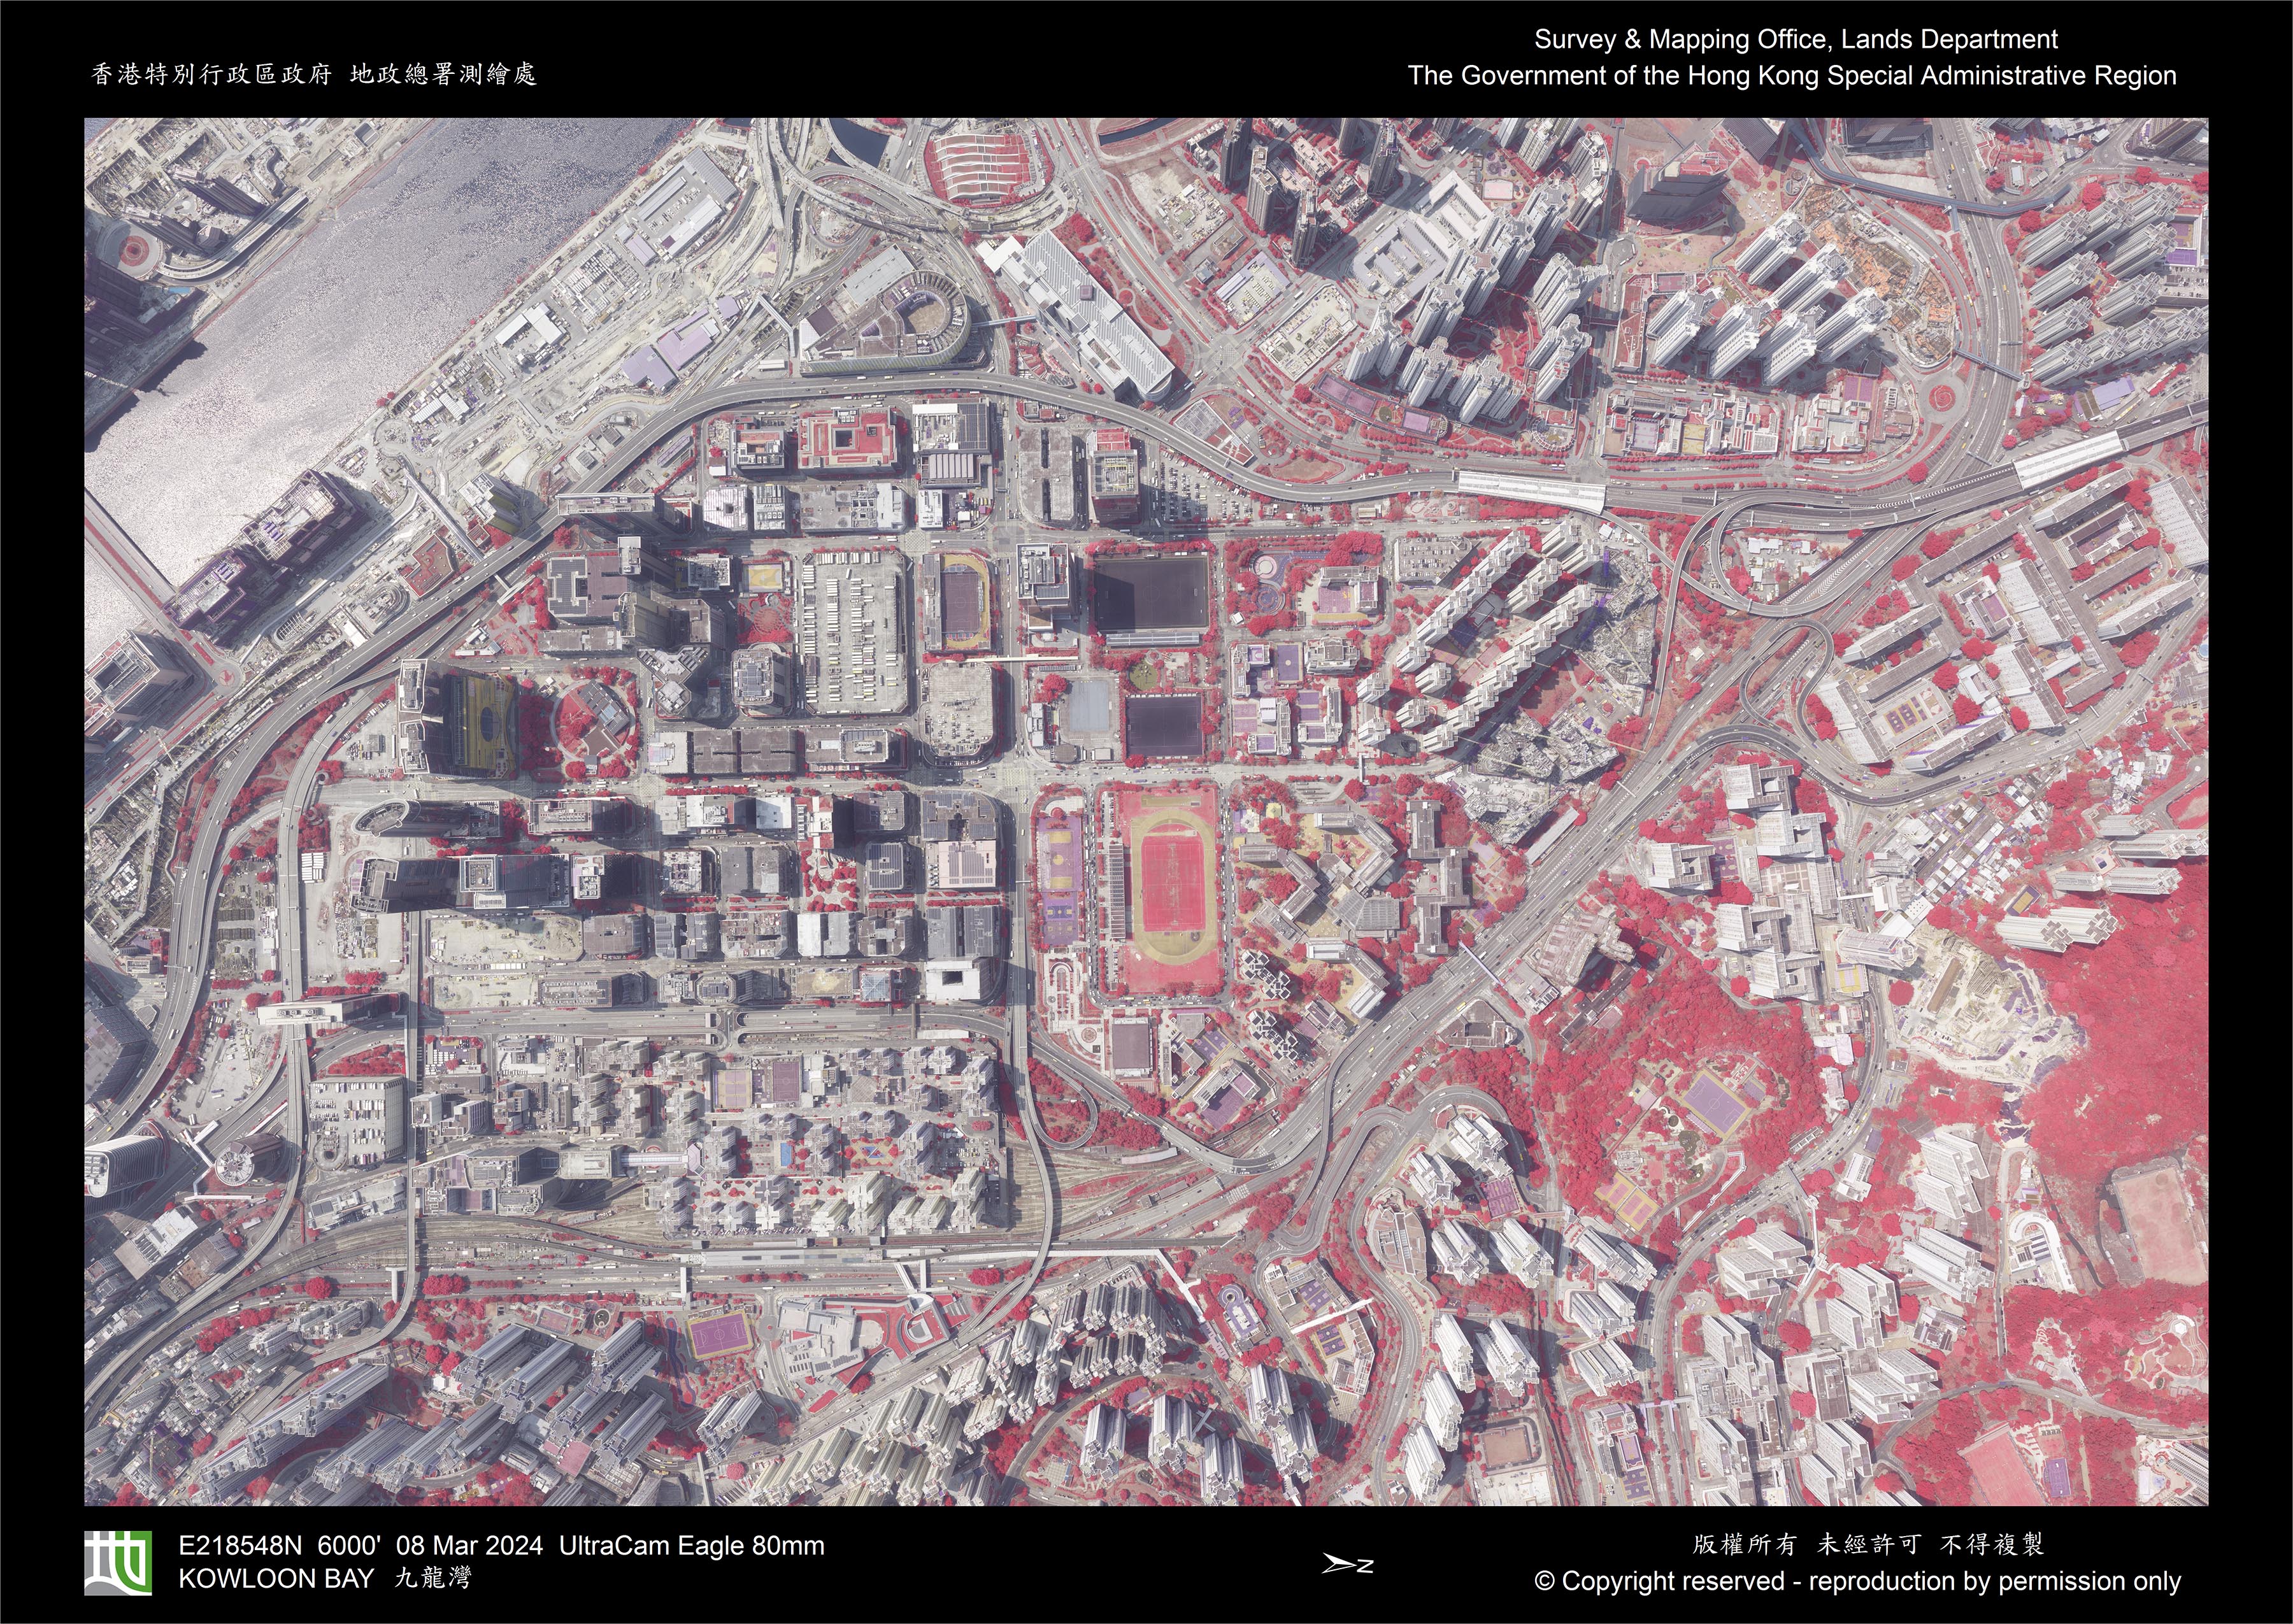 香港特別行政區政府 地政總署測繪處
Survey & Mapping Office, Lands Department
The Government of the Hong Kong Special Administrative Region
E218548N 6000' 08 Mar 2024 UltraCam Eagle 80mm
KOWLOON BAY 九龍灣
Z
版權所有 未經許可 不得複製
© Copyright reserved - reproduction by permission only